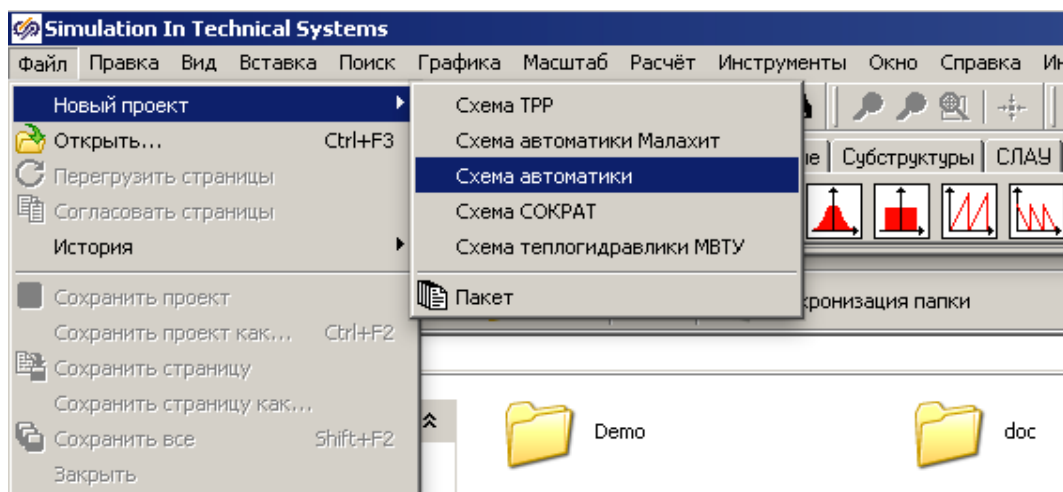 Simulation In Technical Systems
Файл Правка Вид Вставка Поиск Графика Масштаб Расчёт Инструменты Окно Справка
Новый проект
Открыть... Ctrl+F3
Перегрузить страницы
Согласовать страницы
История
Сохранить проект
Сохранить проект как... Ctrl+F2
Сохранить страницу
Сохранить страницу как...
Сохранить все Shift+F2
Закрыть
Схема ТРР
Схема автоматики Малахит
Схема автоматики
Схема СОКРАТ
Схема теплогидравлики МВТУ
Пакет
Субструктуры СЛАУ
папки
Demo
doc